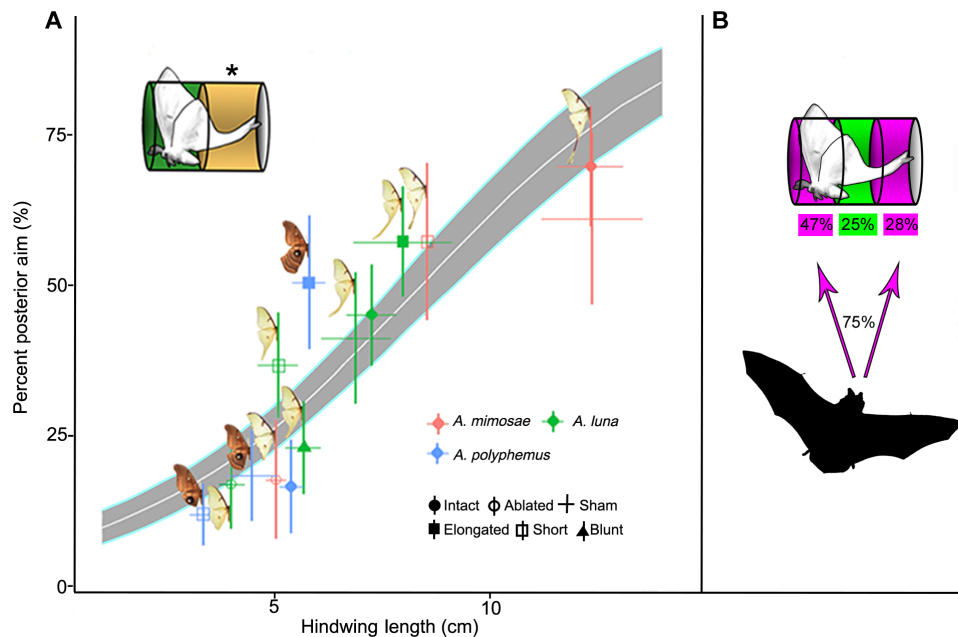 A
B
*
75-
50-
25-
0-
Percent posterior aim (%)
5
10
Hindwing length (cm)
A. mimosae
A. luna
A. polyphemus
Intact
Ablated
Sham
Elongated
Short
Blunt
47%
25%
28%
75%